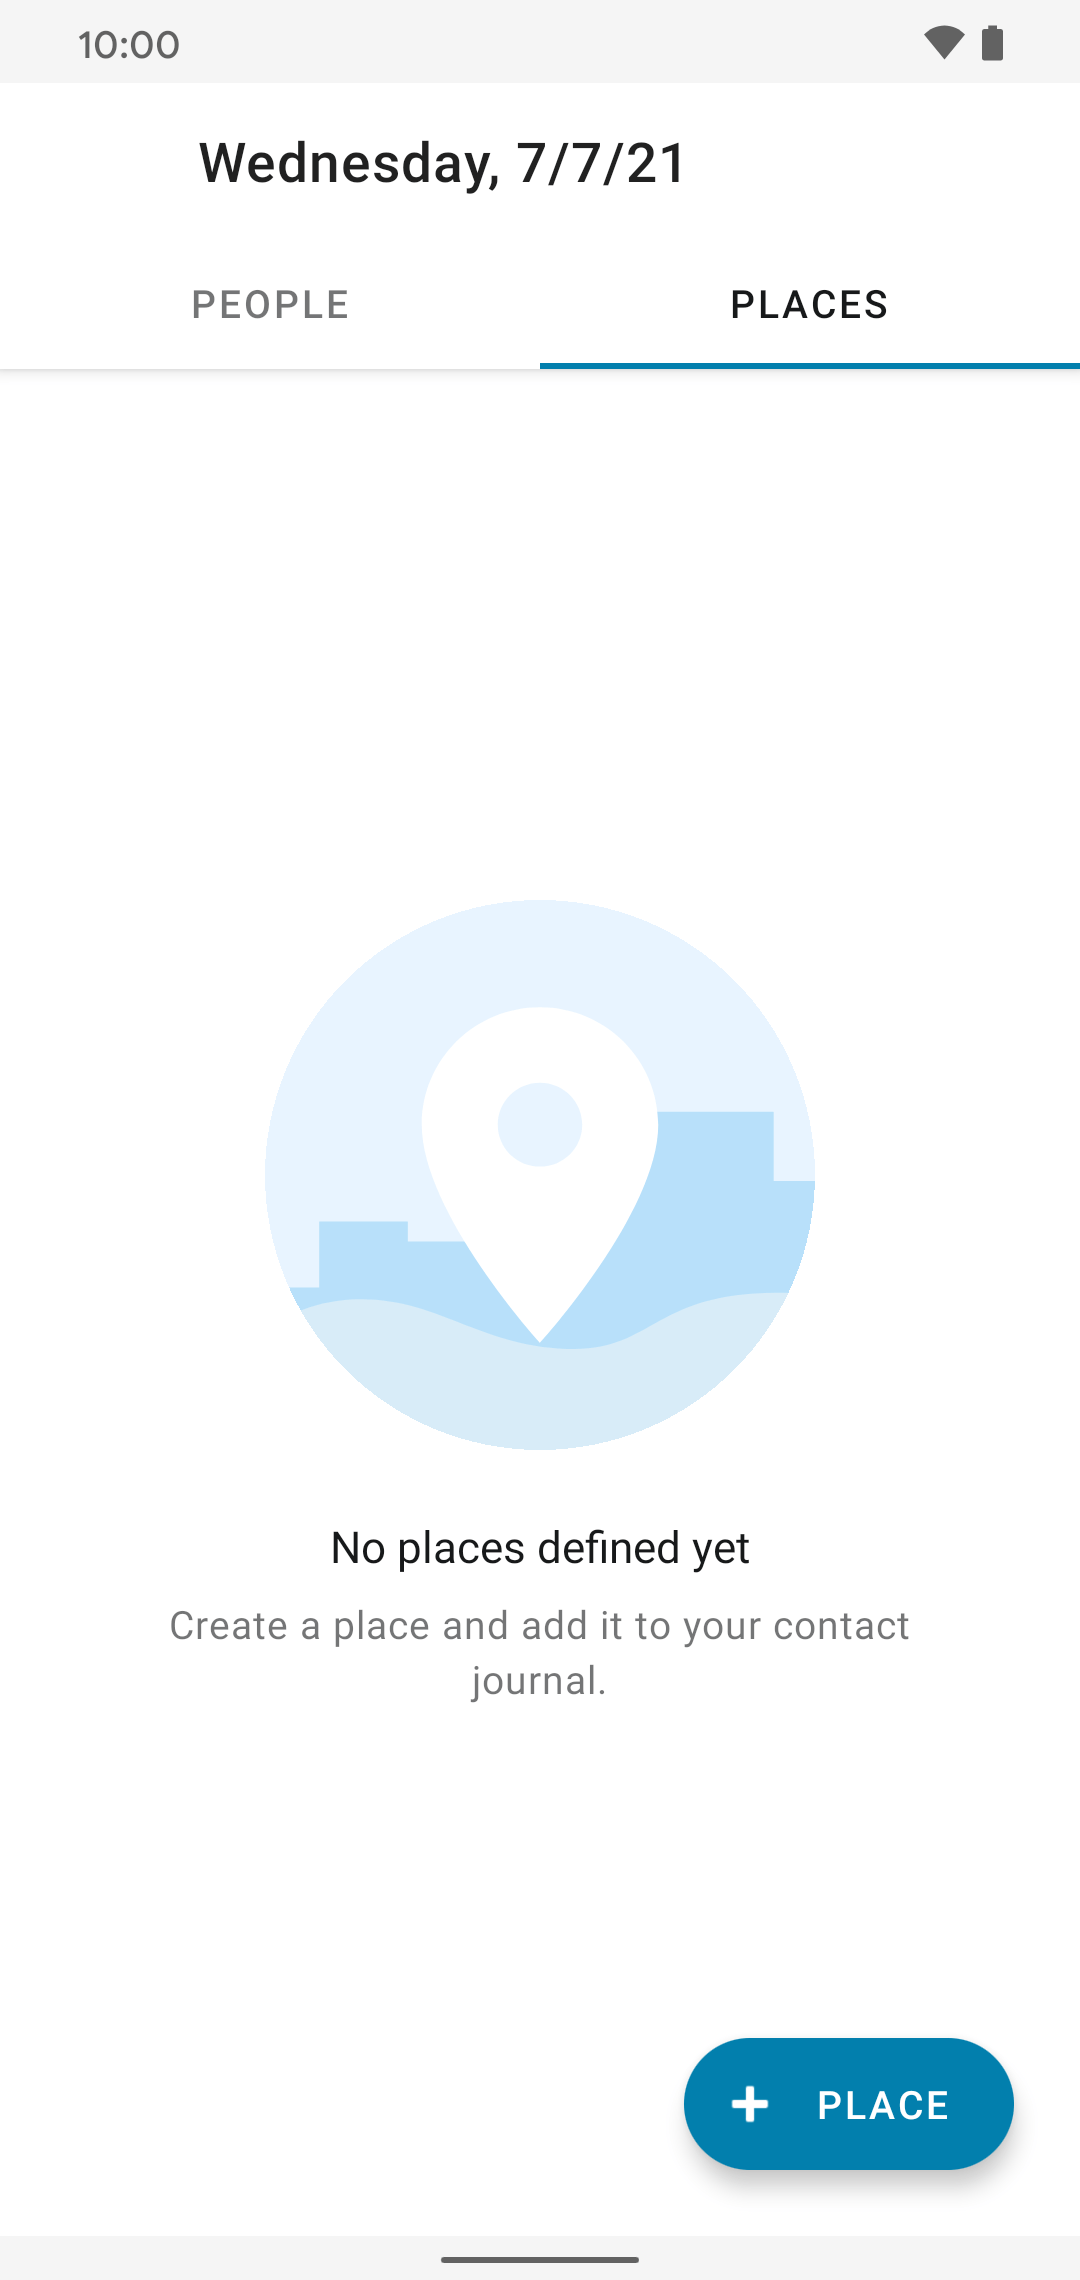 10:00
Wednesday, 7/7/21
PEOPLE
PLACES
No places defined yet
Create a place and add it to your contact
journal.
PLACE